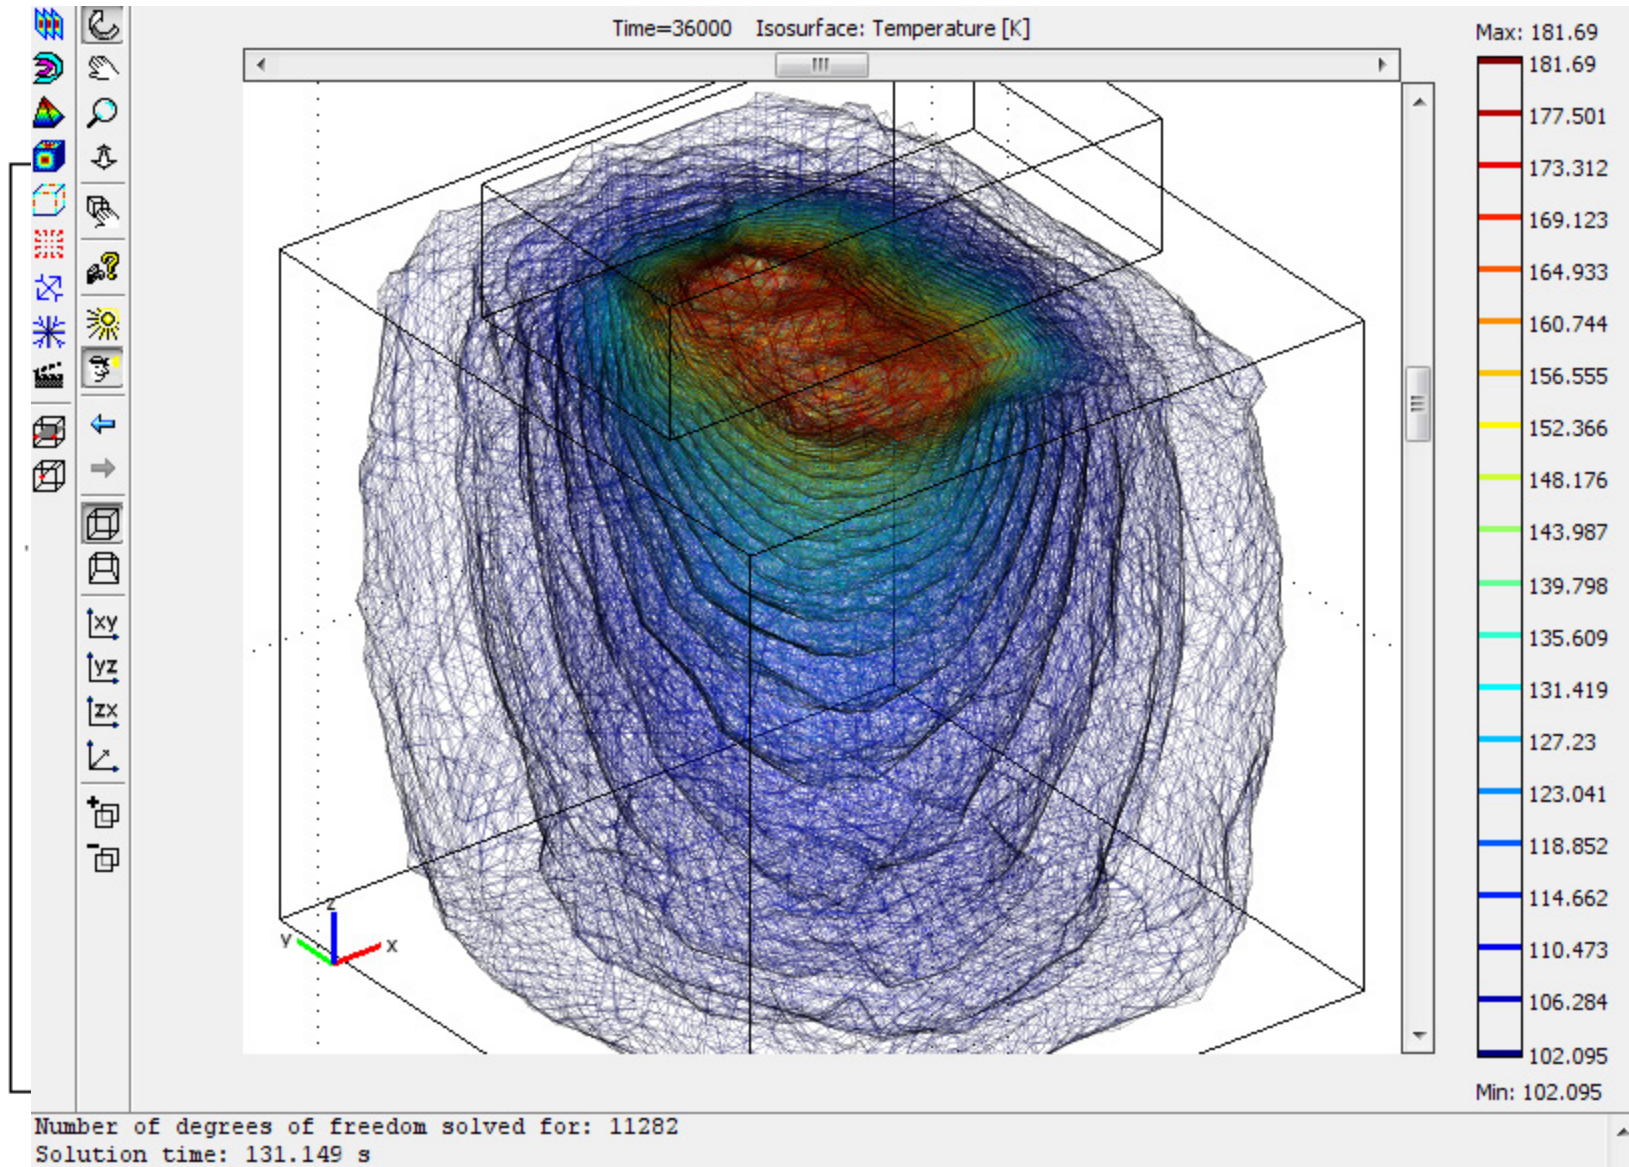 Time=36000 Isosurface: Temperature [K]
Max: 181.69
181.69
177.501
173.312
169.123
164.933
160.744
156.555
152.366
148.176
143.987
139.798
135.609
131.419
127.23
123.041
118.852
114.662
110.473
106.284
102.095
Min: 102.095
xy
yz
zx
z
y
x
Number of degrees of freedom solved for: 11282
Solution time: 131.149 s